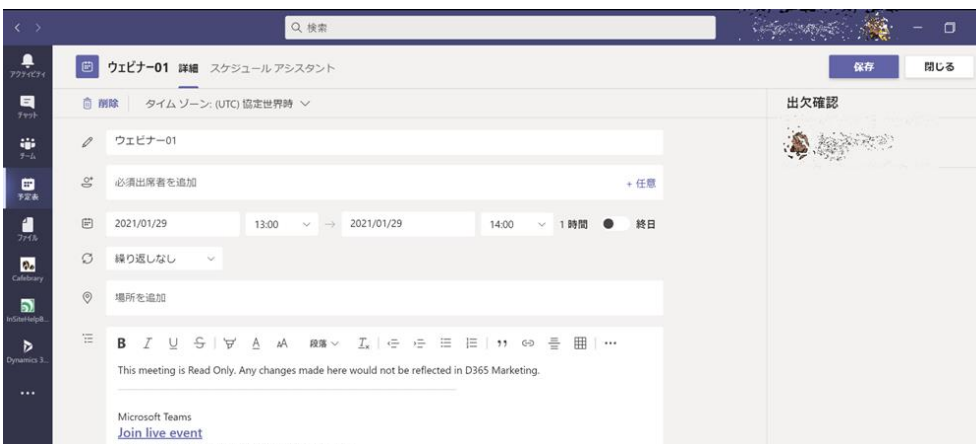 検索
アクティビティ
チャット
チーム
予定表
ファイル
Cafebrary
InSiteHelpB...
Dynamics 3...
ウェビナー01 詳細 スケジュール アシスタント
保存 閉じる
削除 タイム ゾーン: (UTC) 協定世界時
ウェビナー01
必須出席者を追加 + 任意
2021/01/29 13:00 → 2021/01/29 14:00 1 時間 終日
繰り返しなし
場所を追加
B I U S A AA 段落 Tx
This meeting is Read Only. Any changes made here would not be reflected in D365 Marketing.
Microsoft Teams
Join live event
出欠確認